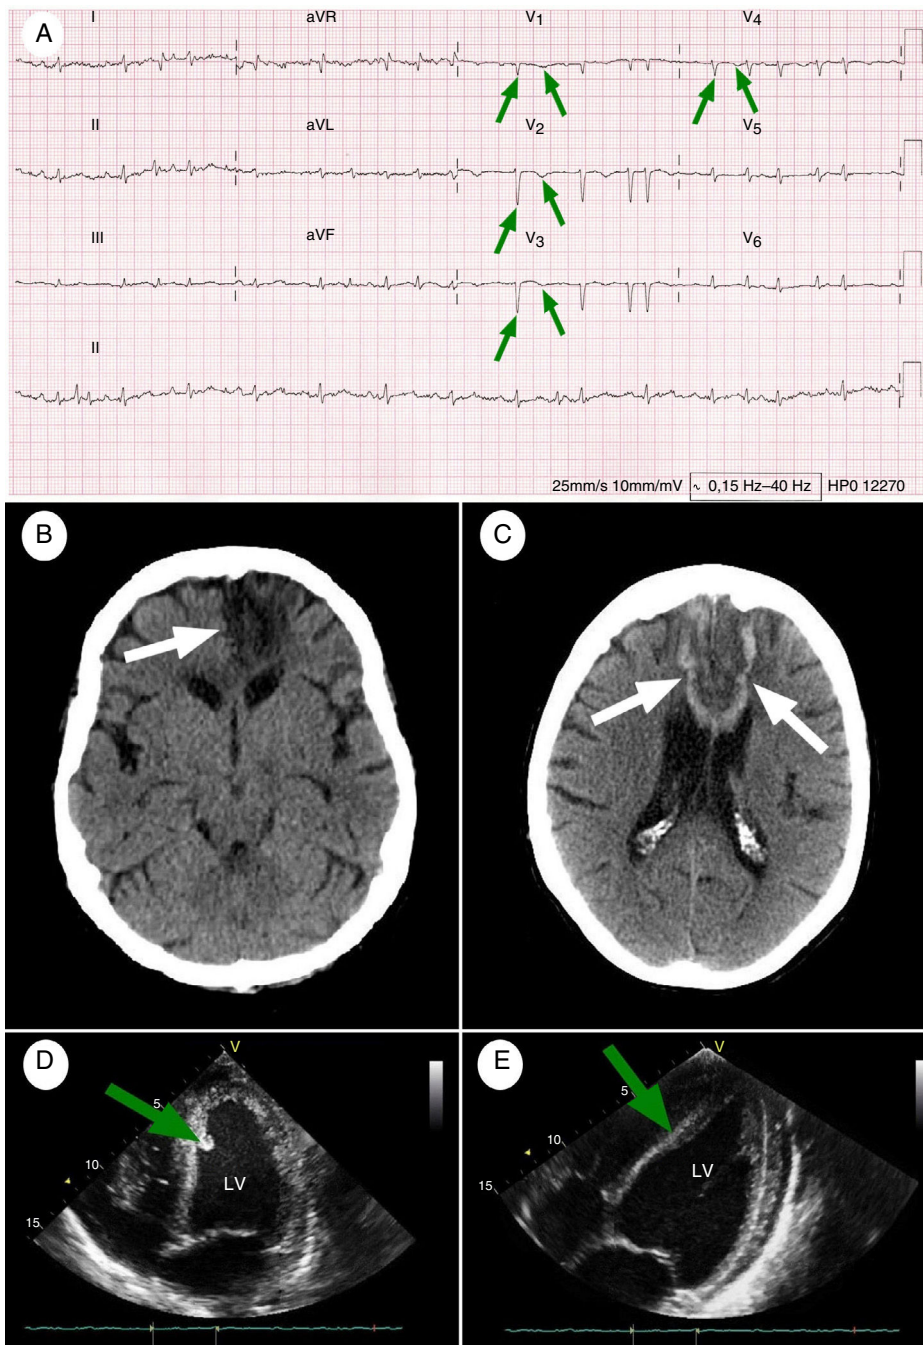 A
I aVR V1 V4
II aVL V2 V5
III aVF V3 V6
II
25mm/s 10mm/mV ~ 0,15 Hz–40 Hz HP0 12270
B
C
D
V
5
10
15
LV
E
V
5
10
15
LV